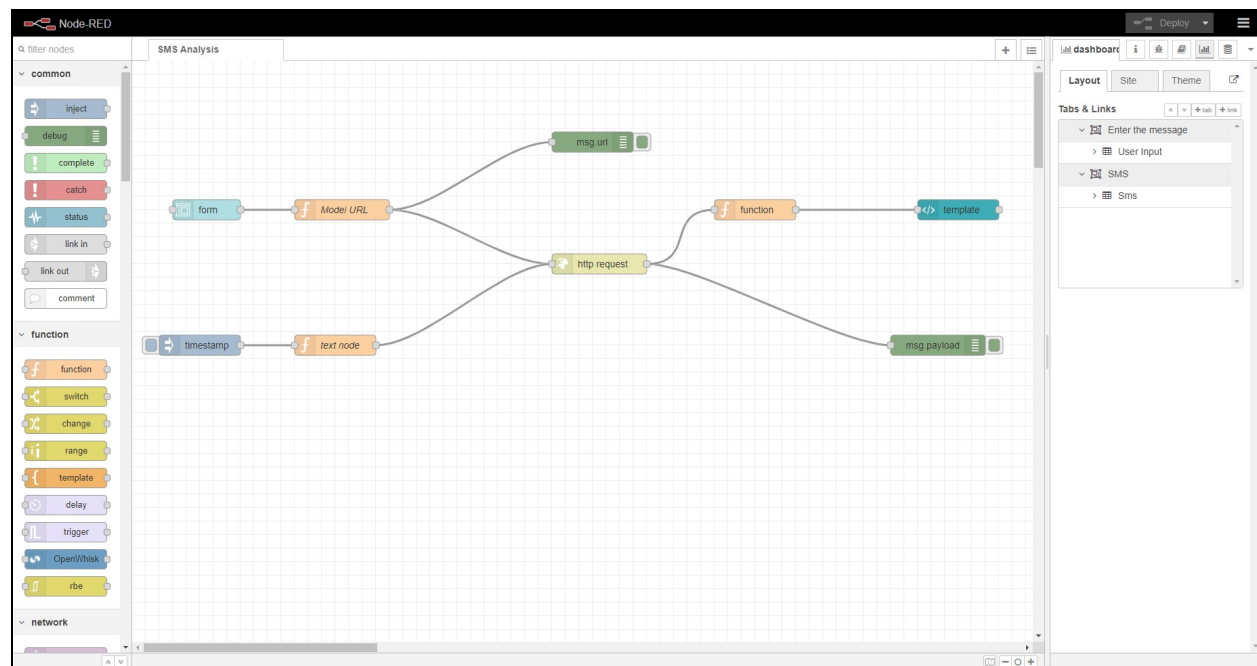 Node-RED
Deploy
filter nodes
SMS Analysis
dashboard
common
inject
debug
complete
catch
status
link in
link out
comment
function
function
switch
change
range
template
delay
trigger
OpenWhisk
rbe
network
form
Model URL
msg.url
http request
function
template
timestamp
text node
msg.payload
Layout
Site
Theme
Tabs & Links
tab
link
Enter the message
User Input
SMS
Sms